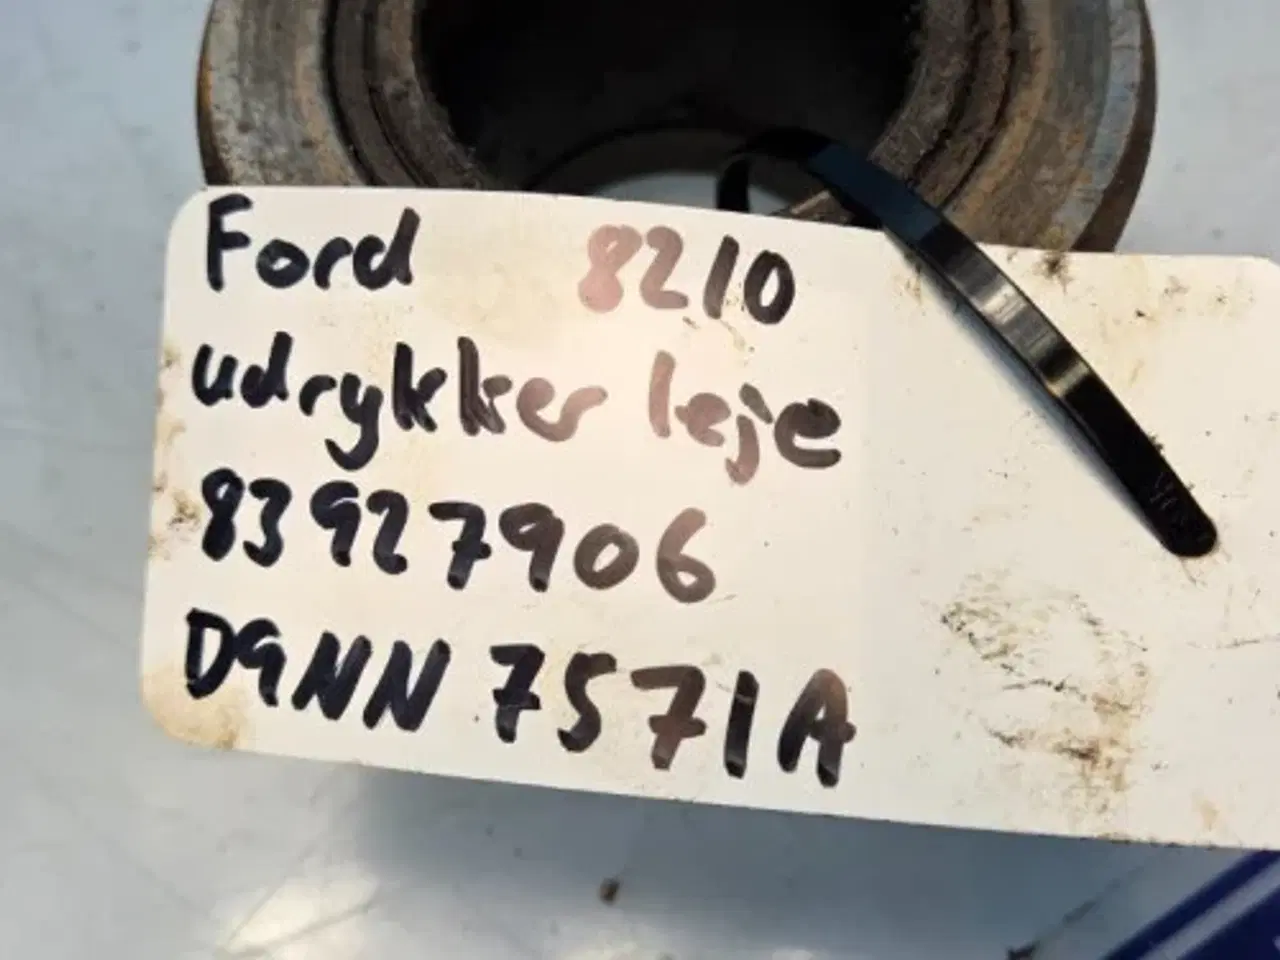 Ford 8210
udrykker leje
83927906
D9NN 7571A